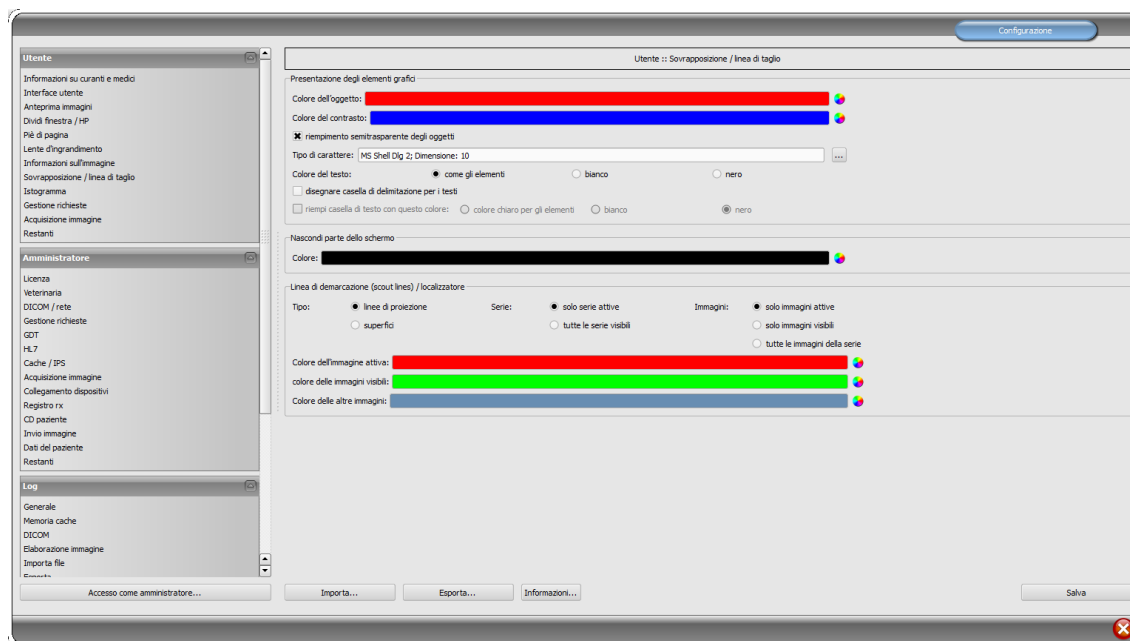 Configurazione
Utente
Informazioni su curanti e medici
Interface utente
Anteprima immagini
Dividi finestra / HP
Piè di pagina
Lente d'ingrandimento
Informazioni sull'immagine
Sovrapposizione / linea di taglio
Istogramma
Gestione richieste
Acquisizione immagine
Restanti
Amministratore
Licenza
Veterinaria
DICOM / rete
Gestione richieste
GDT
HL7
Cache / IPS
Acquisizione immagine
Collegamento dispositivi
Registro rx
CD paziente
Invio immagine
Dati del paziente
Restanti
Log
Generale
Memoria cache
DICOM
Elaborazione immagine
Importa file
Accesso come amministratore...
Utente :: Sovrapposizione / linea di taglio
Presentazione degli elementi grafici
Colore dell'oggetto:
Colore del contrasto:
riempimento semitrasparente degli oggetti
Tipo di carattere: MS Shell Dlg 2; Dimensione: 10 ...
Colore del testo: come gli elementi bianco nero
disegnare casella di delimitazione per i testi
riempi casella di testo con questo colore: colore chiaro per gli elementi bianco nero
Nascondi parte dello schermo
Colore:
Linea di demarcazione (scout lines) / localizzatore
Tipo: linee di proiezione Serie: solo serie attive Immagini: solo immagini attive
superfici tutte le serie visibili solo immagini visibili
tutte le immagini della serie
Colore dell'immagine attiva:
colore delle immagini visibili:
Colore delle altre immagini:
Importa... Esporta... Informazioni... Salva